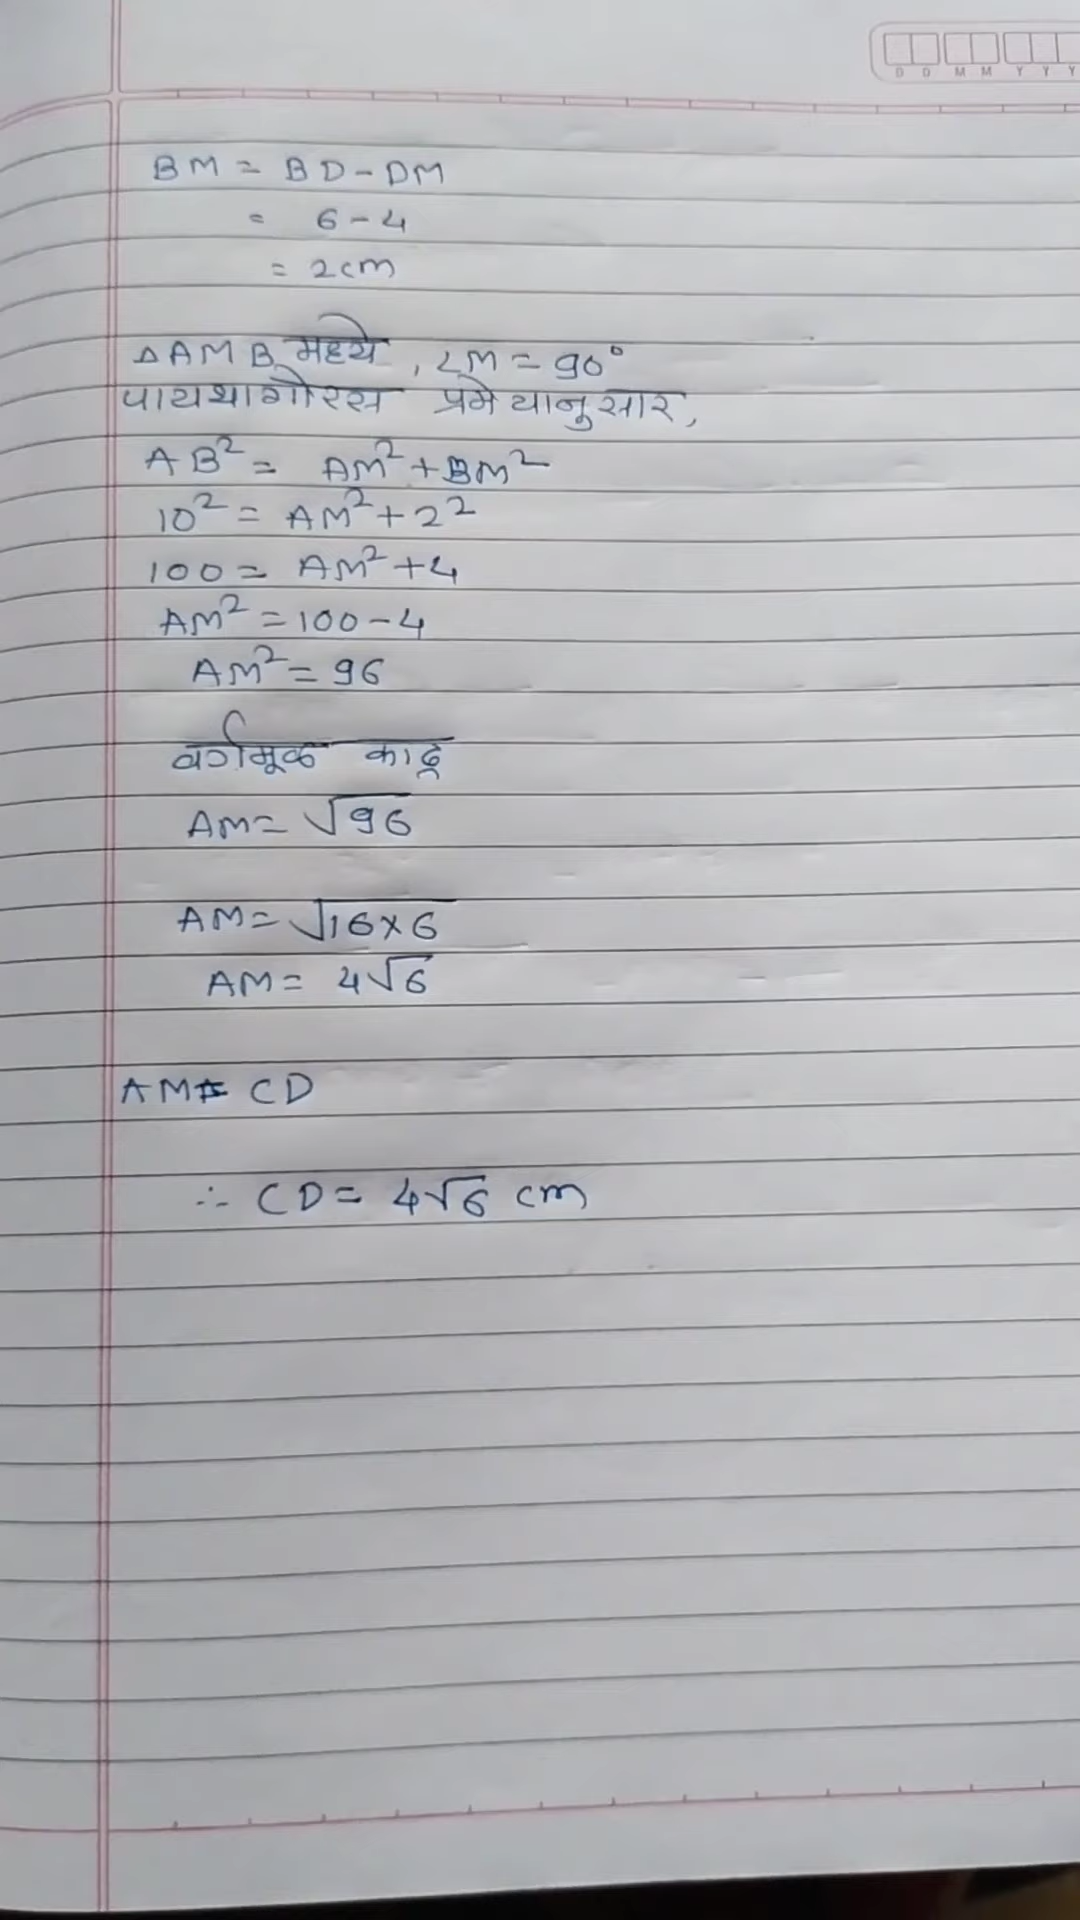 D D M M Y Y Y
BM = BD - DM
= 6 - 4
= 2cm
△AMB मध्ये, ∠M = 90°
पायथागोरस प्रमेयानुसार,
AB² = AM² + BM²
10² = AM² + 2²
100 = AM² + 4
AM² = 100 - 4
AM² = 96
वर्गमूळ काढू
AM = √96
AM = √16×6
AM = 4√6
AM = CD
∴ CD = 4√6 cm